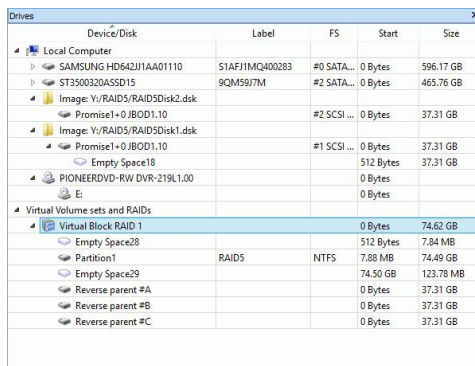 Drives x
Device/Disk Label FS Start Size
Local Computer
SAMSUNG HD642JJ1AA01110 S1AFJ1MQ400283 #0 SATA... 0 Bytes 596.17 GB
ST3500320ASSD15 9QM59J7M #2 SATA... 0 Bytes 465.76 GB
Image: Y:/RAID5/RAID5Disk2.dsk
Promise1+0 JBOD1.10 #2 SCSI ... 0 Bytes 37.31 GB
Image: Y:/RAID5/RAID5Disk1.dsk
Promise1+0 JBOD1.10 #1 SCSI ... 0 Bytes 37.31 GB
Empty Space18 512 Bytes 37.31 GB
PIONEERDVD-RW DVR-219L1.00 0 Bytes
E: 0 Bytes
Virtual Volume sets and RAIDs
Virtual Block RAID 1 0 Bytes 74.62 GB
Empty Space28 512 Bytes 7.84 MB
Partition1 RAID5 NTFS 7.88 MB 74.49 GB
Empty Space29 74.50 GB 123.78 MB
Reverse parent #A 0 Bytes 37.31 GB
Reverse parent #B 0 Bytes 37.31 GB
Reverse parent #C 0 Bytes 37.31 GB